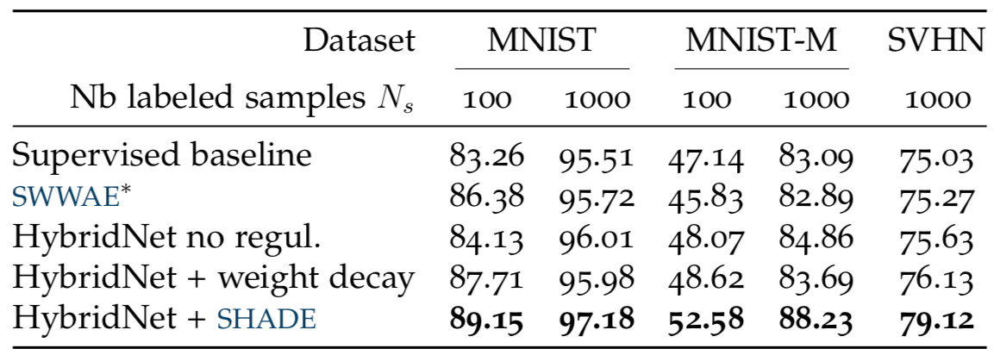 Dataset MNIST MNIST-M SVHN
Nb labeled samples Nₛ 100 1000 100 1000 1000
Supervised baseline 83.26 95.51 47.14 83.09 75.03
SWWAE* 86.38 95.72 45.83 82.89 75.27
HybridNet no regul. 84.13 96.01 48.07 84.86 75.63
HybridNet + weight decay 87.71 95.98 48.62 83.69 76.13
HybridNet + SHADE 89.15 97.18 52.58 88.23 79.12